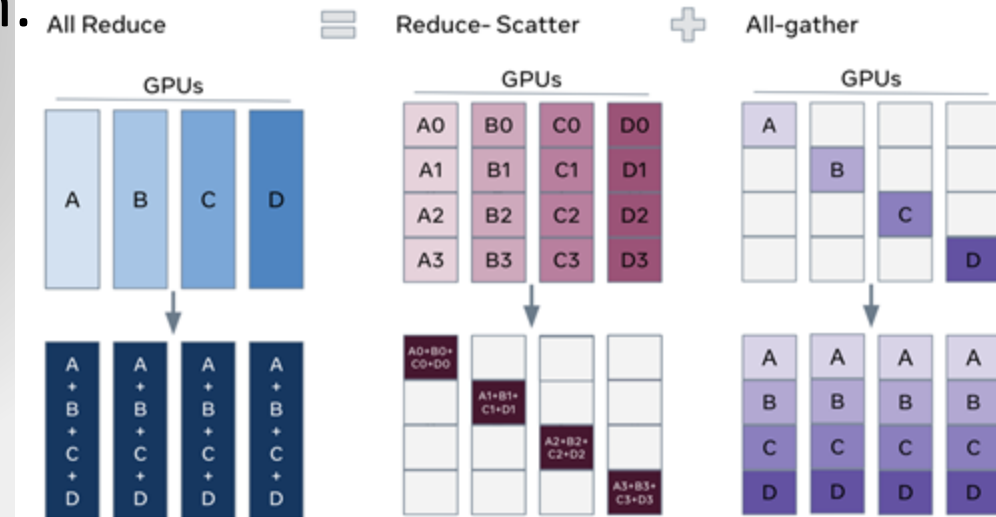 All Reduce = Reduce- Scatter + All-gather
GPUs GPUs GPUs
A B C D
A0 B0 C0 D0
A1 B1 C1 D1
A2 B2 C2 D2
A3 B3 C3 D3
A
B
C
D
A A A A
+ + + +
B B B B
+ + + +
C C C C
+ + + +
D D D D
A0+B0+
C0+D0
A1+B1+
C1+D1
A2+B2+
C2+D2
A3+B3+
C3+D3
A A A A
B B B B
C C C C
D D D D